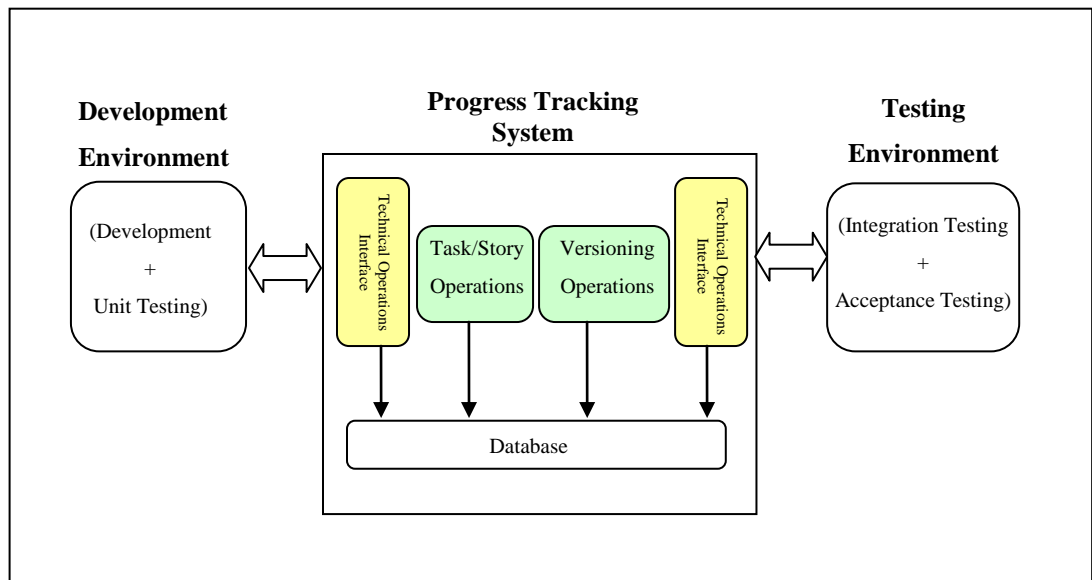 Development
Environment
Progress Tracking
System
Testing
Environment
(Development
+
Unit Testing)
Technical Operations
Interface
Task/Story
Operations
Versioning
Operations
Technical Operations
Interface
(Integration Testing
+
Acceptance Testing)
Database